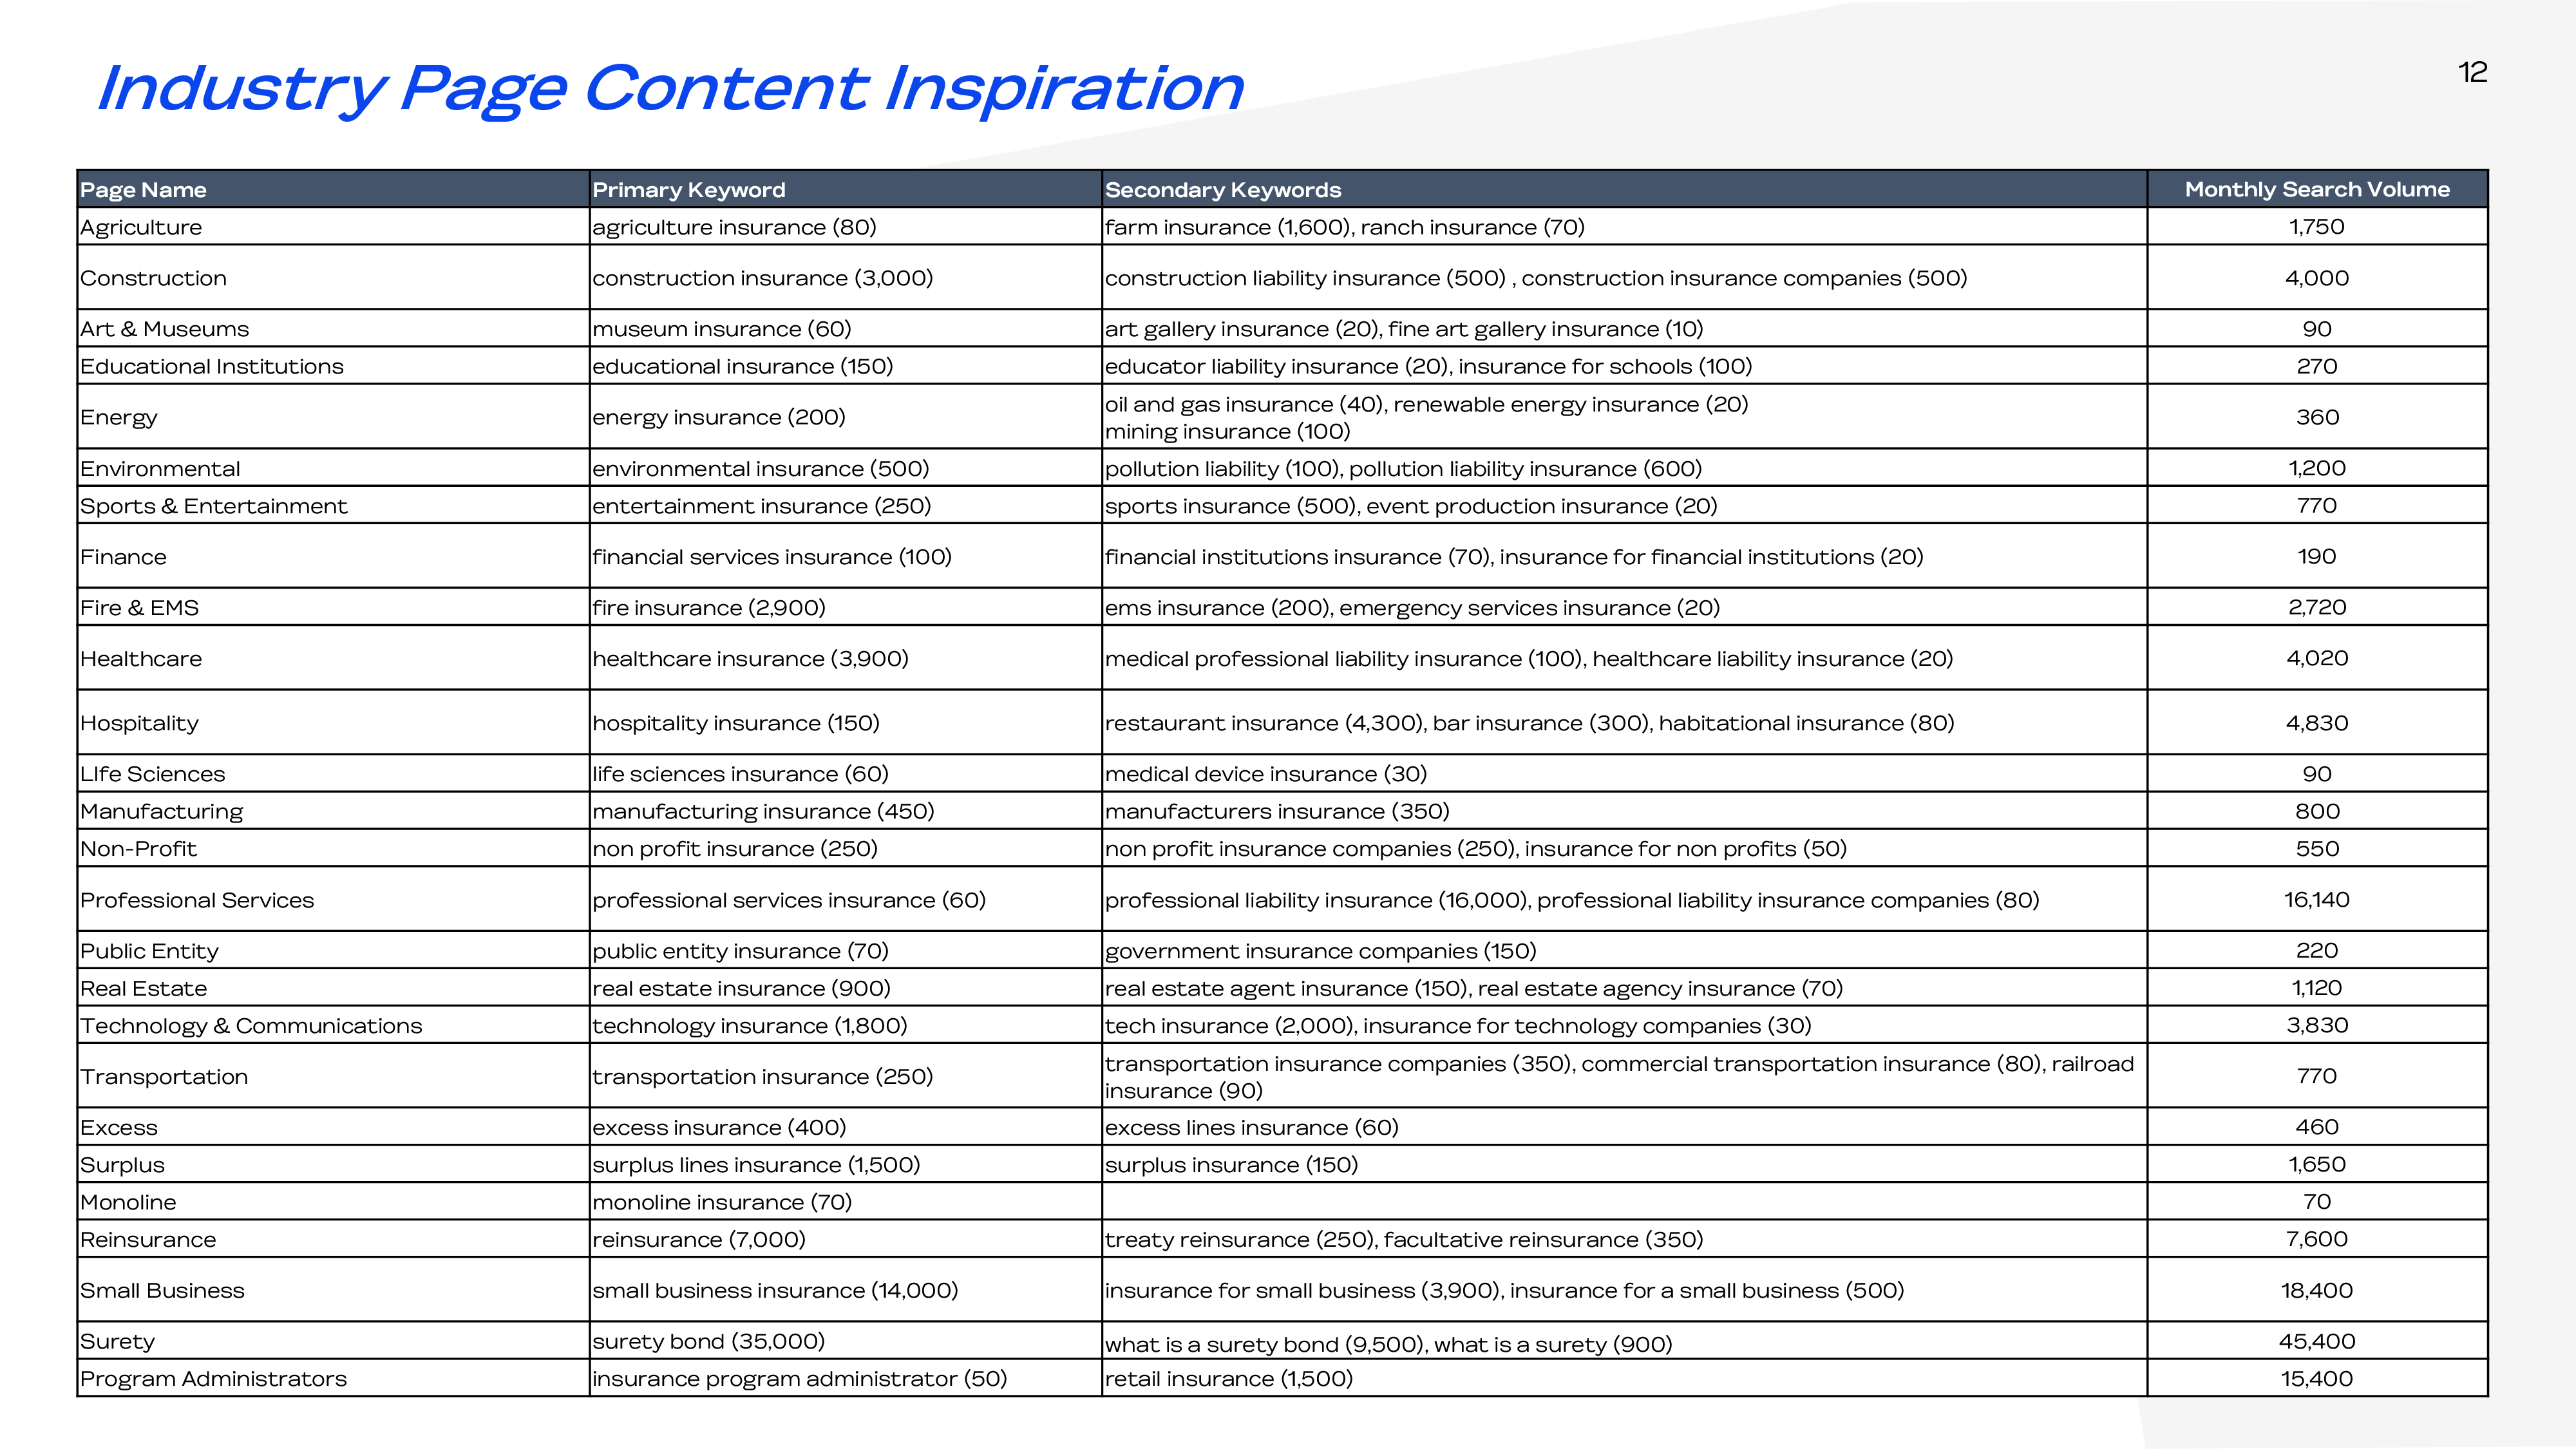 Industry Page Content Inspiration
12
Page Name Primary Keyword Secondary Keywords Monthly Search Volume
Agriculture agriculture insurance (80) farm insurance (1,600), ranch insurance (70) 1,750
Construction construction insurance (3,000) construction liability insurance (500) , construction insurance companies (500) 4,000
Art & Museums museum insurance (60) art gallery insurance (20), fine art gallery insurance (10) 90
Educational Institutions educational insurance (150) educator liability insurance (20), insurance for schools (100) 270
Energy energy insurance (200) oil and gas insurance (40), renewable energy insurance (20)
mining insurance (100) 360
Environmental environmental insurance (500) pollution liability (100), pollution liability insurance (600) 1,200
Sports & Entertainment entertainment insurance (250) sports insurance (500), event production insurance (20) 770
Finance financial services insurance (100) financial institutions insurance (70), insurance for financial institutions (20) 190
Fire & EMS fire insurance (2,900) ems insurance (200), emergency services insurance (20) 2,720
Healthcare healthcare insurance (3,900) medical professional liability insurance (100), healthcare liability insurance (20) 4,020
Hospitality hospitality insurance (150) restaurant insurance (4,300), bar insurance (300), habitational insurance (80) 4,830
LIfe Sciences life sciences insurance (60) medical device insurance (30) 90
Manufacturing manufacturing insurance (450) manufacturers insurance (350) 800
Non-Profit non profit insurance (250) non profit insurance companies (250), insurance for non profits (50) 550
Professional Services professional services insurance (60) professional liability insurance (16,000), professional liability insurance companies (80) 16,140
Public Entity public entity insurance (70) government insurance companies (150) 220
Real Estate real estate insurance (900) real estate agent insurance (150), real estate agency insurance (70) 1,120
Technology & Communications technology insurance (1,800) tech insurance (2,000), insurance for technology companies (30) 3,830
Transportation transportation insurance (250) transportation insurance companies (350), commercial transportation insurance (80), railroad
insurance (90) 770
Excess excess insurance (400) excess lines insurance (60) 460
Surplus surplus lines insurance (1,500) surplus insurance (150) 1,650
Monoline monoline insurance (70) 70
Reinsurance reinsurance (7,000) treaty reinsurance (250), facultative reinsurance (350) 7,600
Small Business small business insurance (14,000) insurance for small business (3,900), insurance for a small business (500) 18,400
Surety surety bond (35,000) what is a surety bond (9,500), what is a surety (900) 45,400
Program Administrators insurance program administrator (50) retail insurance (1,500) 15,400